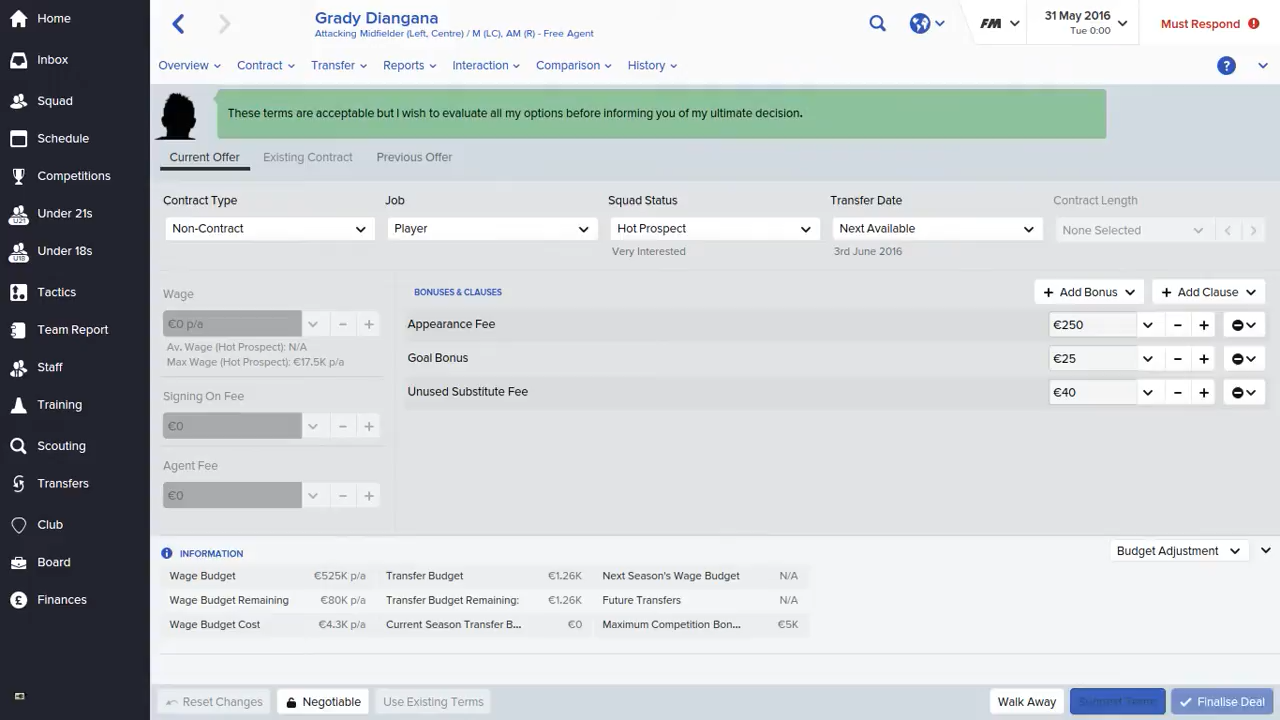 Home
Inbox
Squad
Schedule
Competitions
Under 21s
Under 18s
Tactics
Team Report
Staff
Training
Scouting
Transfers
Club
Board
Finances
Grady Diangana
Attacking Midfielder (Left, Centre) / M (LC), AM (R) - Free Agent
FM
31 May 2016
Tue 0:00
Must Respond
Overview Contract Transfer Reports Interaction Comparison History
These terms are acceptable but I wish to evaluate all my options before informing you of my ultimate decision.
Current Offer Existing Contract Previous Offer
Contract Type Job Squad Status Transfer Date Contract Length
Non-Contract Player Hot Prospect Next Available None Selected
Very Interested 3rd June 2016
Wage
€0 p/a
Av. Wage (Hot Prospect): N/A
Max Wage (Hot Prospect): €17.5K p/a
Signing On Fee
€0
Agent Fee
€0
BONUSES & CLAUSES + Add Bonus + Add Clause
Appearance Fee €250
Goal Bonus €25
Unused Substitute Fee €40
INFORMATION Budget Adjustment
Wage Budget €525K p/a Transfer Budget €1.26K Next Season's Wage Budget N/A
Wage Budget Remaining €80K p/a Transfer Budget Remaining: €1.26K Future Transfers N/A
Wage Budget Cost €4.3K p/a Current Season Transfer B... €0 Maximum Competition Bon... €5K
Reset Changes Negotiable Use Existing Terms Walk Away Suggest Terms Finalise Deal